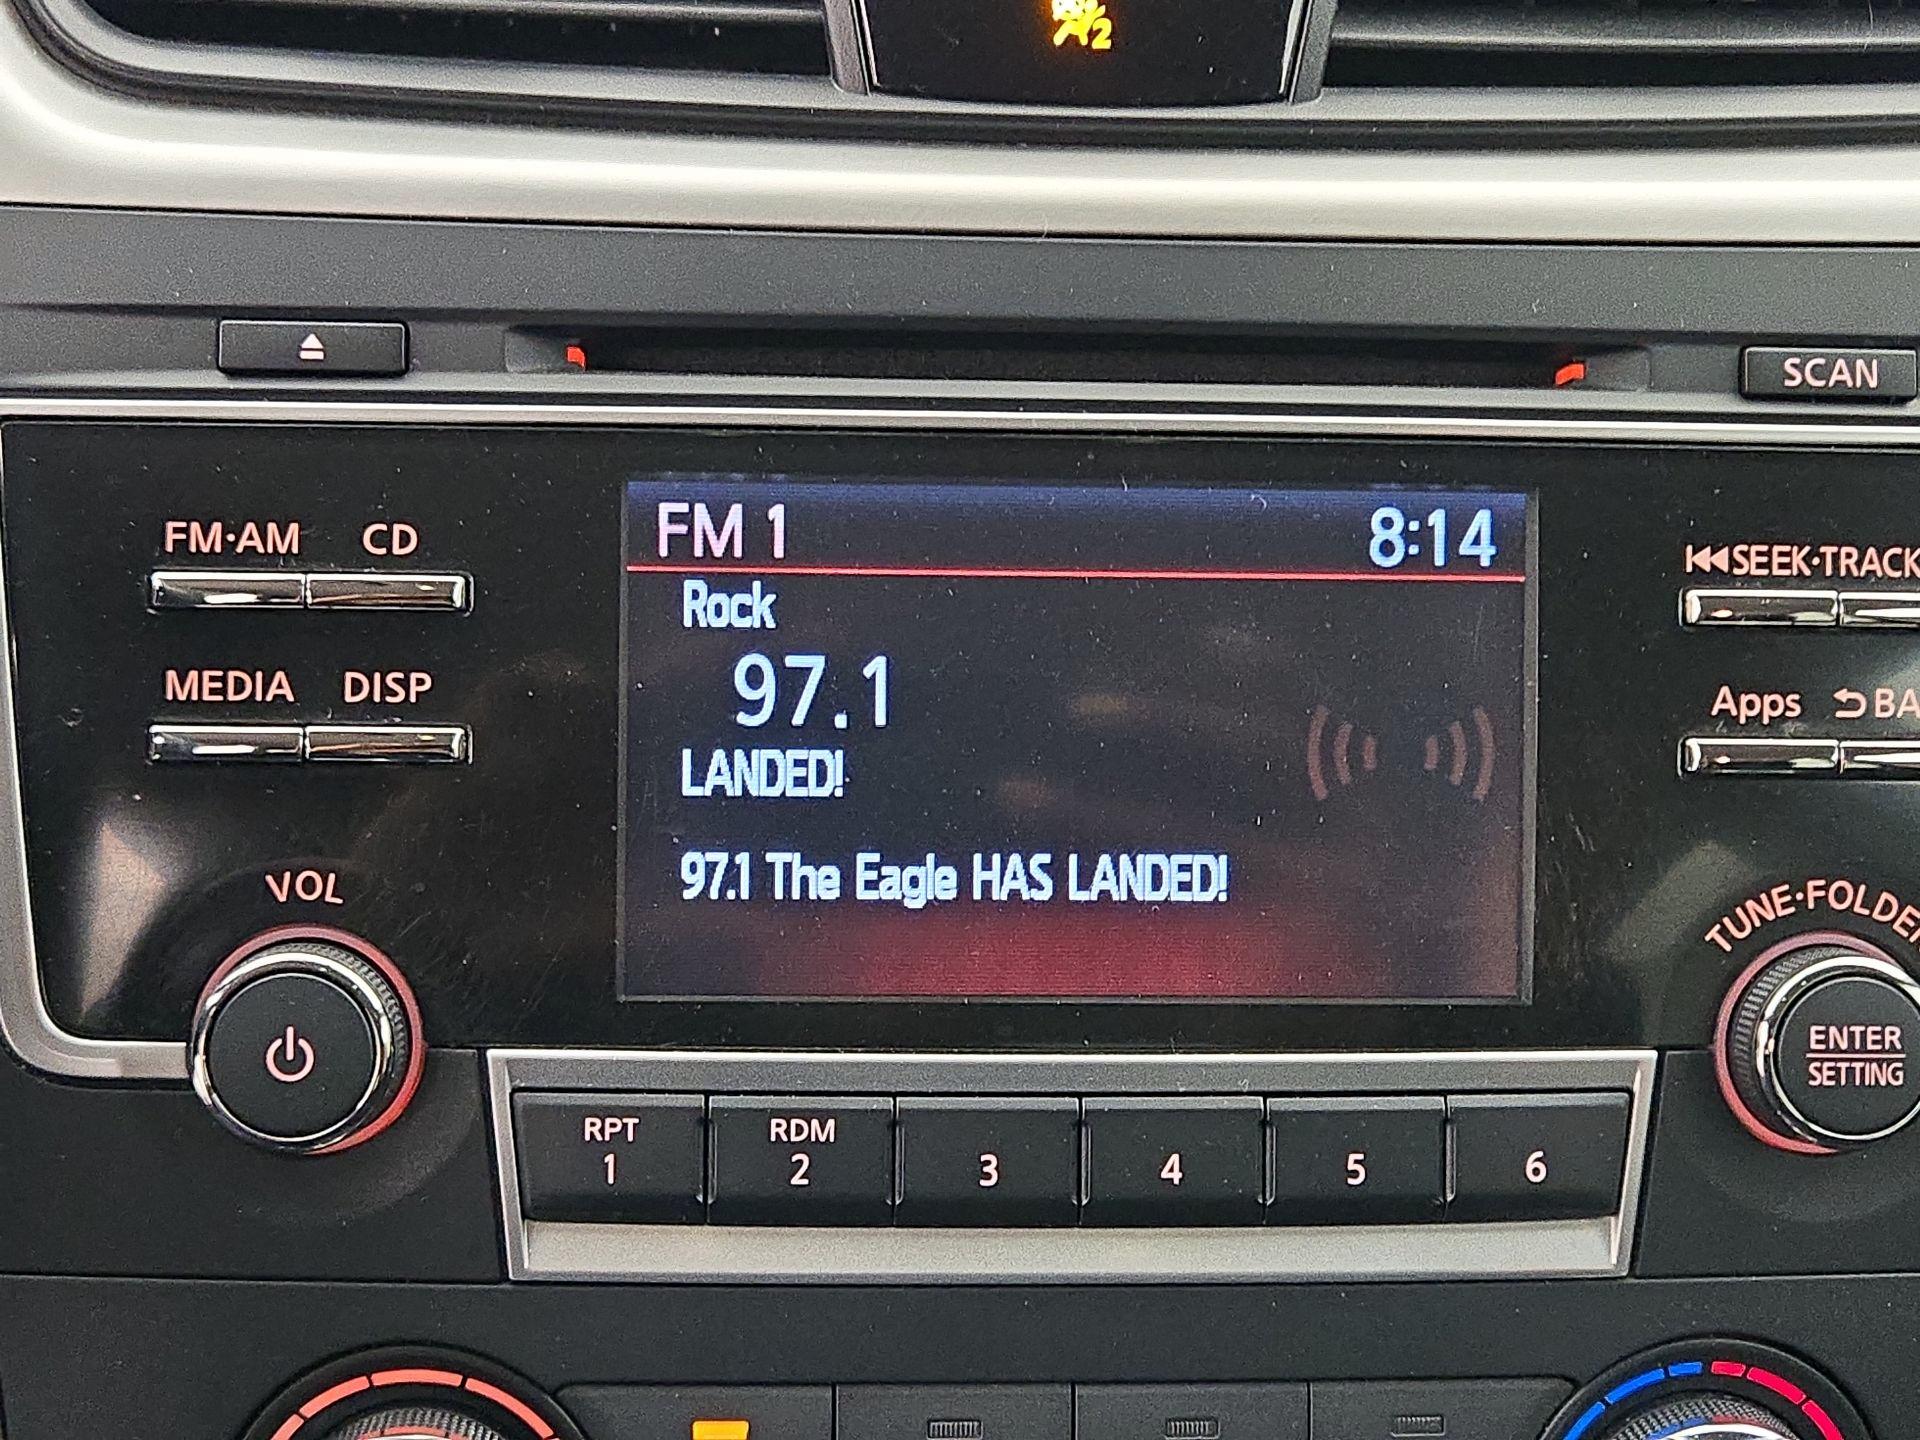 2
SCAN
FM·AM CD
MEDIA DISP
VOL
FM 1 8:14
Rock
97.1
LANDED!
97.1 The Eagle HAS LANDED!
SEEK·TRACK
Apps
TUNE·FOLDER
ENTER
SETTING
RPT
1
RDM
2
3
4
5
6